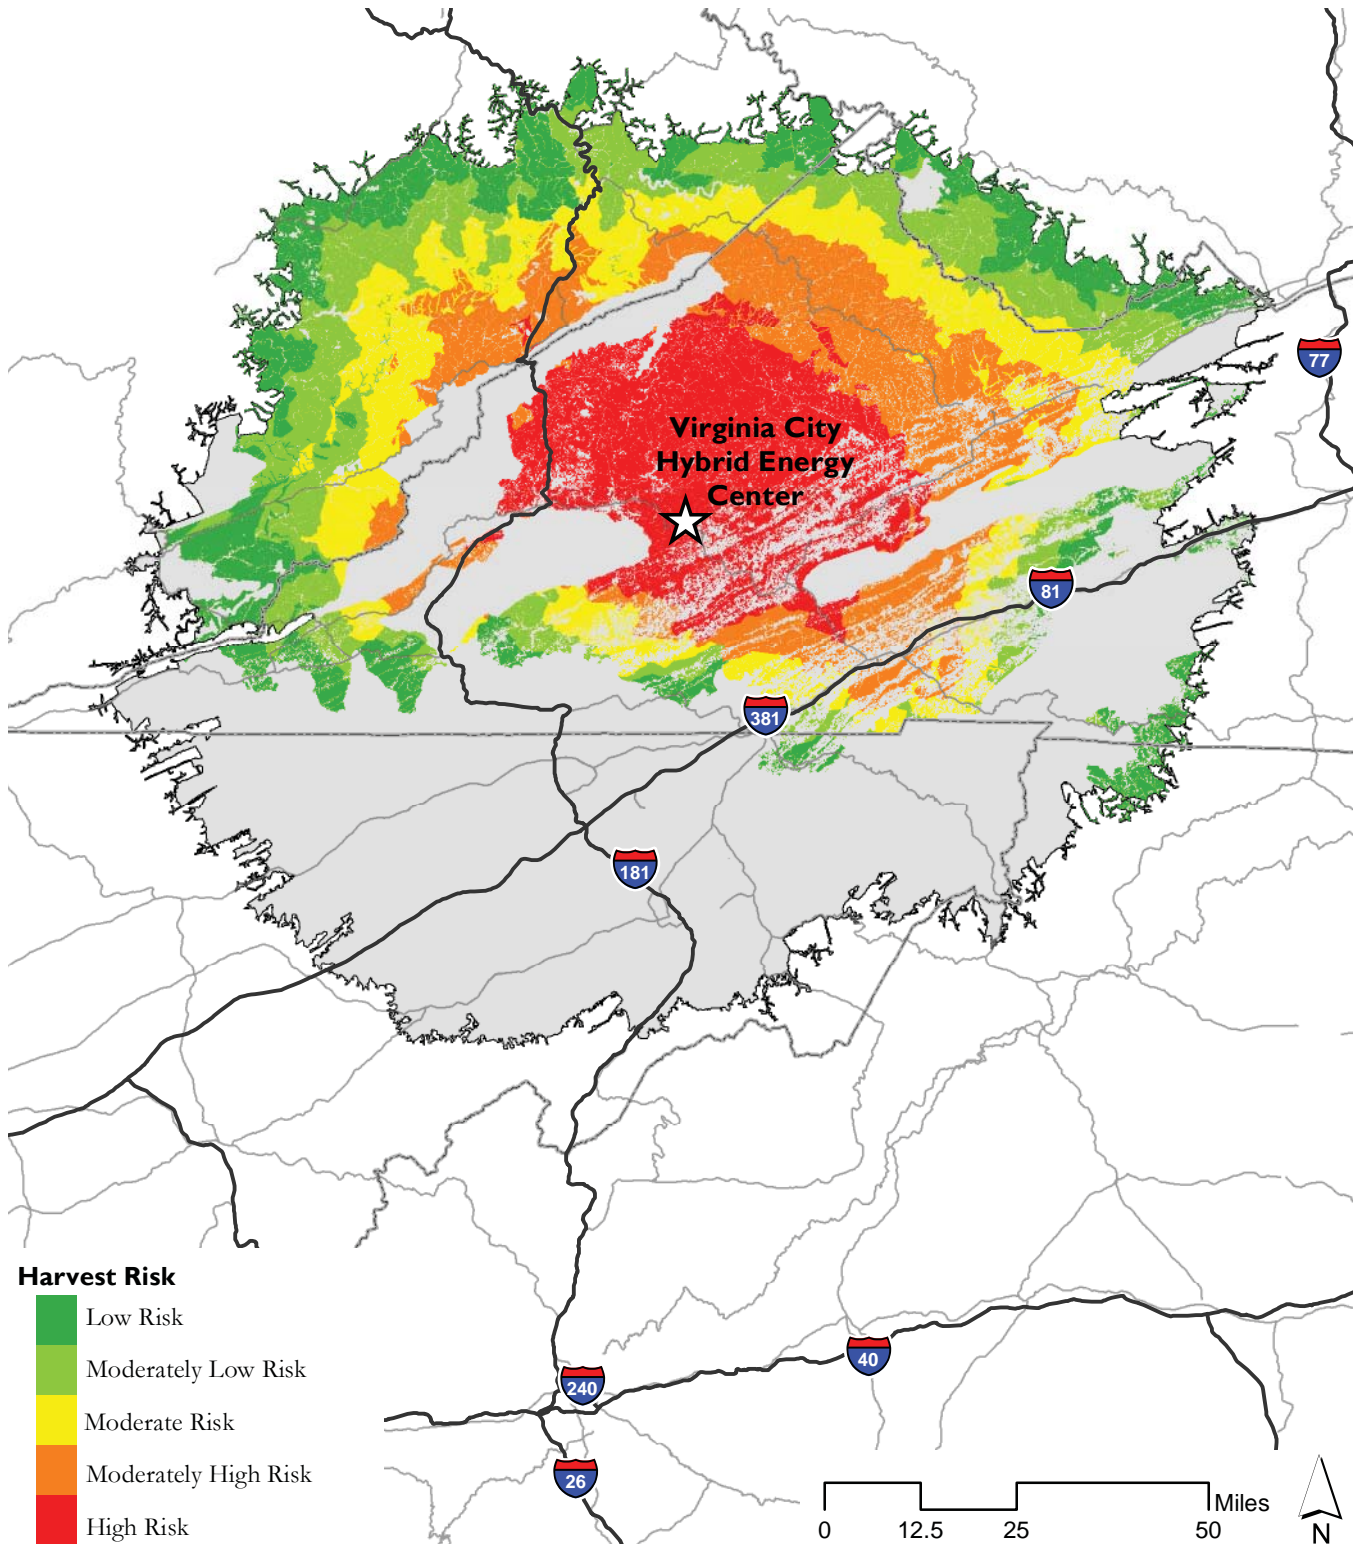 77
Virginia City
Hybrid Energy
Center
81
381
181
Harvest Risk
Low Risk
Moderately Low Risk
Moderate Risk
Moderately High Risk
High Risk
40
240
26
Miles
0 12.5 25 50
N